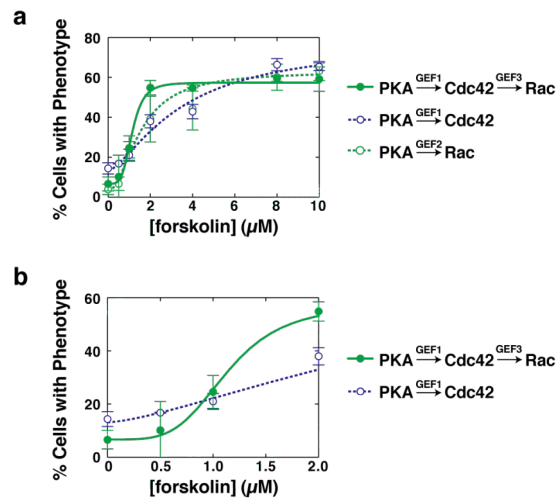 a
% Cells with Phenotype
80
60
40
20
0
0 2 4 6 8 10
[forskolin] (µM)
GEF1 GEF3
PKA → Cdc42 → Rac
GEF1
PKA → Cdc42
GEF2
PKA → Rac
b
% Cells with Phenotype
60
40
20
0
0 0.5 1.0 1.5 2.0
[forskolin] (µM)
GEF1 GEF3
PKA → Cdc42 → Rac
GEF1
PKA → Cdc42